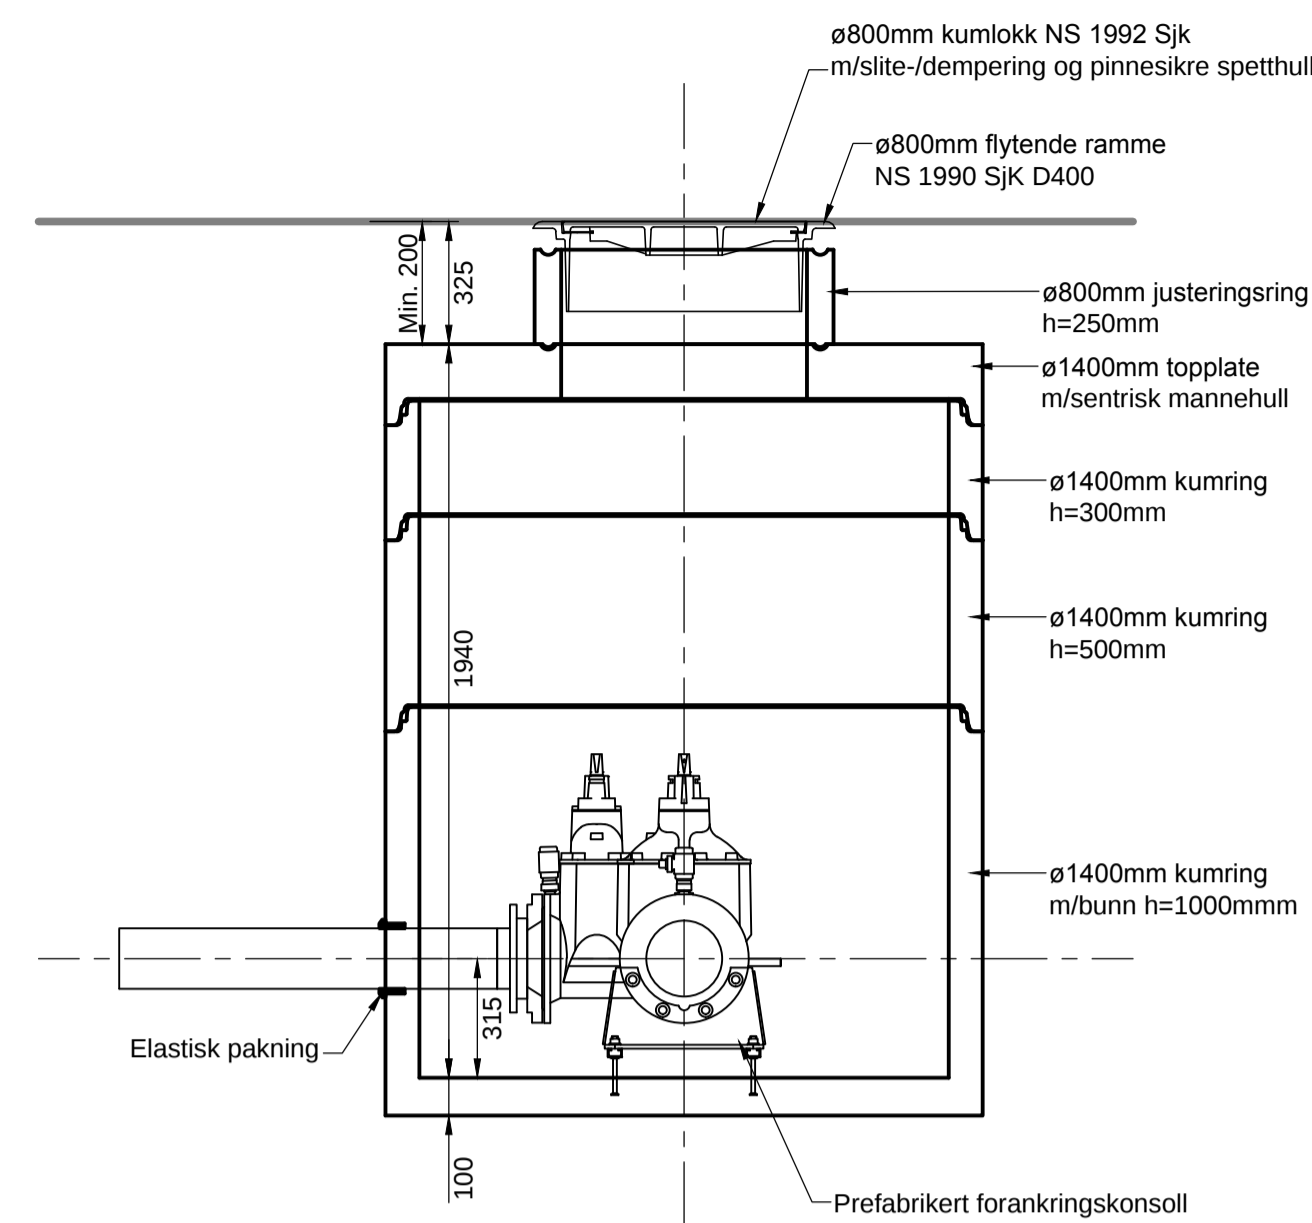 ø800mm kumlokk NS 1992 Sjk
m/slite-/dempering og pinnesikre spetthull
ø800mm flytende ramme
NS 1990 SjK D400
Min. 200
325
ø800mm justeringsring
h=250mm
ø1400mm topplate
m/sentrisk mannehull
ø1400mm kumring
h=300mm
ø1400mm kumring
h=500mm
1940
ø1400mm kumring
m/bunn h=1000mmm
315
Elastisk pakning
100
Prefabrikert forankringskonsoll